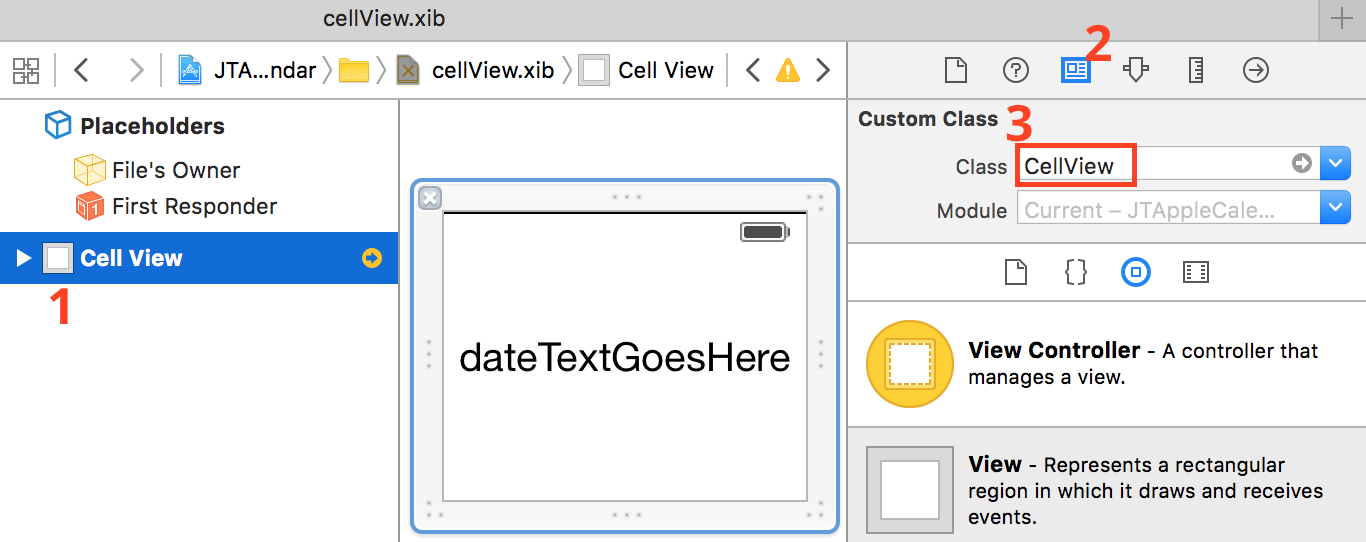 cellView.xib
JTA...ndar
cellView.xib
Cell View
2
Placeholders
File's Owner
First Responder
Cell View
1
dateTextGoesHere
Custom Class
3
Class CellView
Module Current – JTAppleCale...
View Controller - A controller that
manages a view.
View - Represents a rectangular
region in which it draws and receives
events.